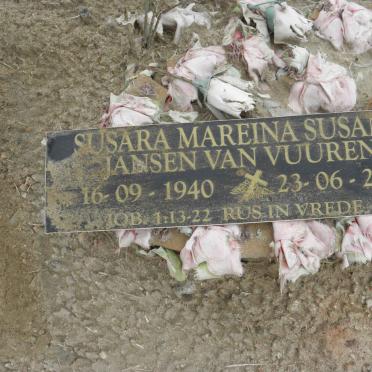 SUSARA MAREINA SUSA
JANSEN VAN VUUREN
16-09-1940 23-06-2
JOB. 1:13-22 RUS IN VREDE